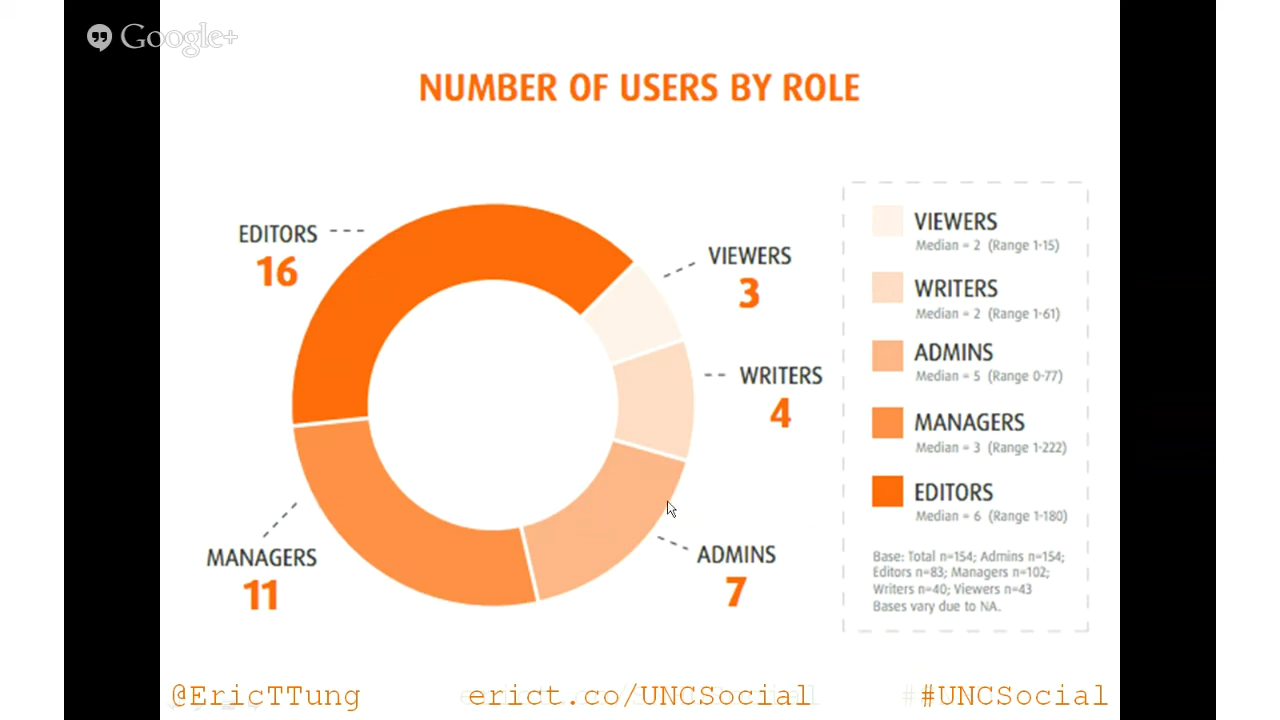 Google+
NUMBER OF USERS BY ROLE
EDITORS
16
VIEWERS
3
WRITERS
4
MANAGERS
11
ADMINS
7
VIEWERS
Median = 2 (Range 1-15)
WRITERS
Median = 2 (Range 1-61)
ADMINS
Median = 5 (Range 0-77)
MANAGERS
Median = 3 (Range 1-222)
EDITORS
Median = 6 (Range 1-180)
Base: Total n=154; Admins n=154;
Editors n=83; Managers n=102;
Writers n=40; Viewers n=43
Bases vary due to NA.
@EricTTung erict.co/UNCSocial ##UNCSocial